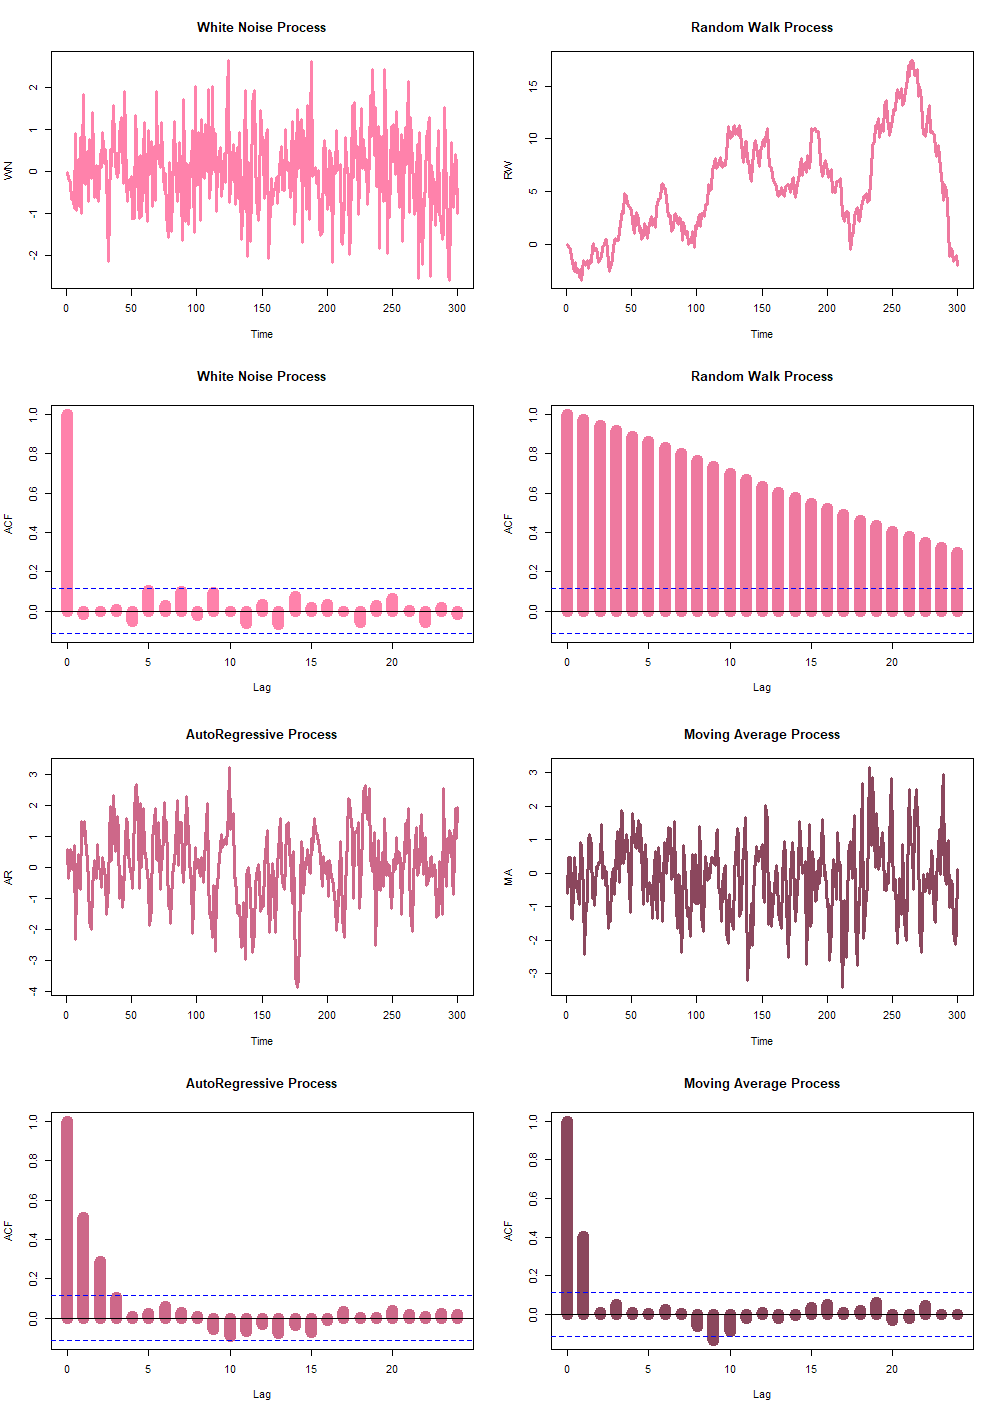 White Noise Process
Random Walk Process
WN
2
1
0
-1
-2
0 50 100 150 200 250 300
Time
RW
15
10
5
0
0 50 100 150 200 250 300
Time
White Noise Process
Random Walk Process
ACF
1.0
0.8
0.6
0.4
0.2
0.0
0 5 10 15 20
Lag
ACF
1.0
0.8
0.6
0.4
0.2
0.0
0 5 10 15 20
Lag
AutoRegressive Process
Moving Average Process
AR
3
2
1
0
-1
-2
-3
-4
0 50 100 150 200 250 300
Time
MA
3
2
1
0
-1
-2
-3
0 50 100 150 200 250 300
Time
AutoRegressive Process
Moving Average Process
ACF
1.0
0.8
0.6
0.4
0.2
0.0
0 5 10 15 20
Lag
ACF
1.0
0.8
0.6
0.4
0.2
0.0
0 5 10 15 20
Lag